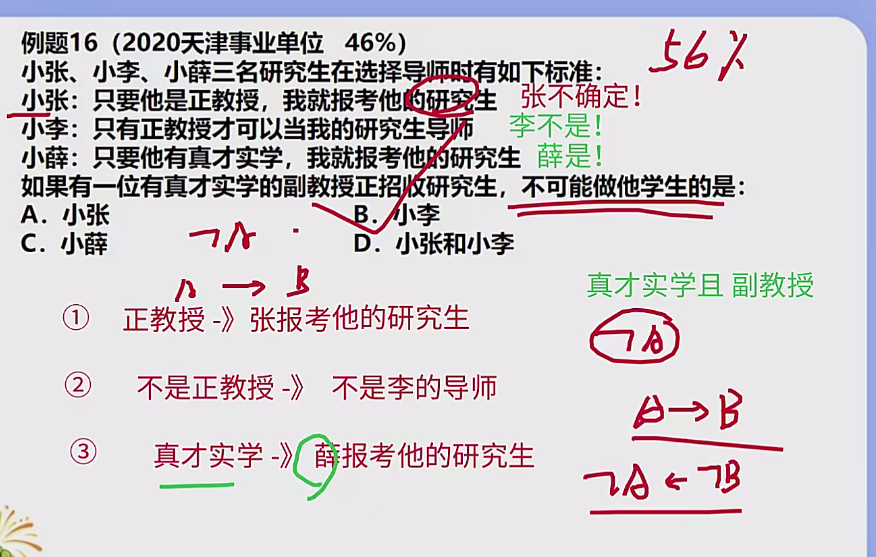 例题16（2020天津事业单位 46%）
56%
小张、小李、小薛三名研究生在选择导师时有如下标准：
小张：只要他是正教授，我就报考他的研究生 张不确定！
小李：只有正教授才可以当我的研究生导师 李不是！
小薛：只要他有真才实学，我就报考他的研究生 薛是！
如果有一位有真才实学的副教授正招收研究生，不可能做他学生的是：
A．小张 B．小李
C．小薛 D．小张和小李
¬A
A → B
真才实学且 副教授
① 正教授 -》 张报考他的研究生
¬A
② 不是正教授 -》 不是李的导师
A → B
③ 真才实学 -》 薛报考他的研究生
¬A ← ¬B